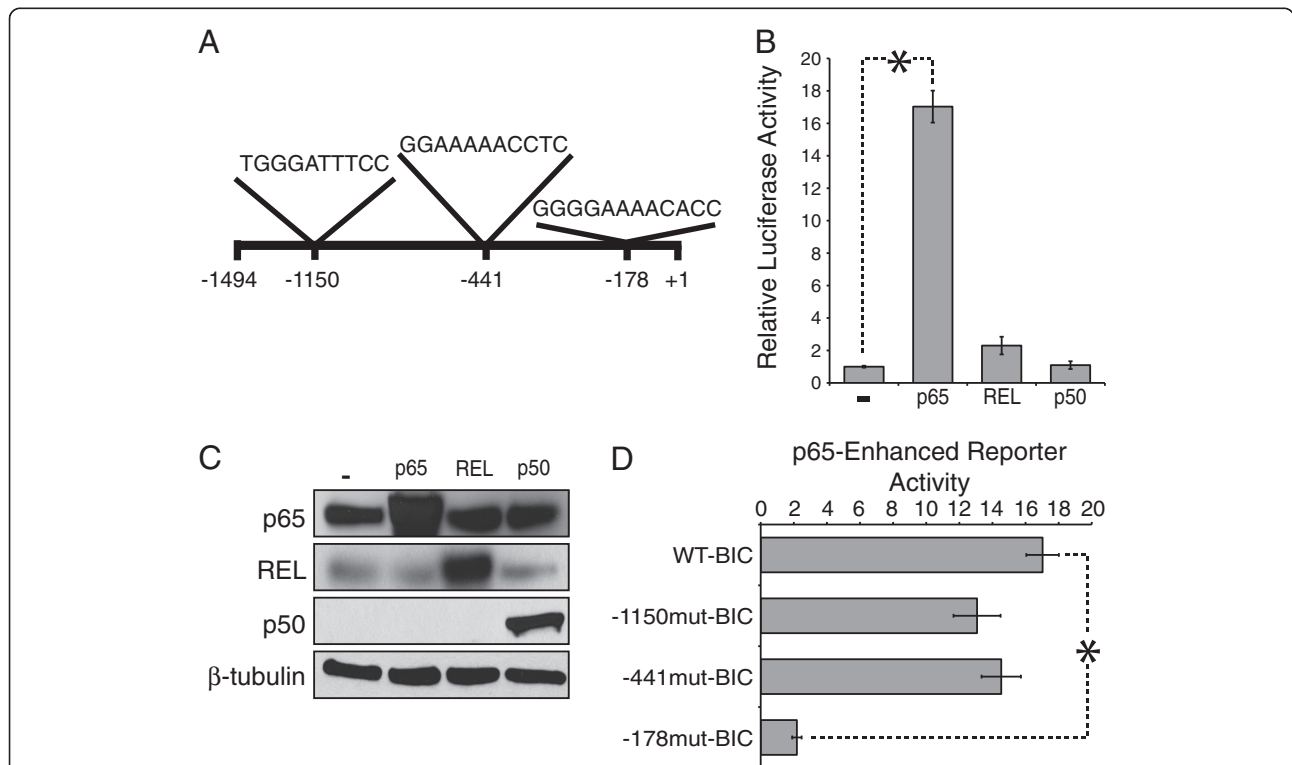 A
TGGGATTTCC
GGAAAAACCTC
GGGGAAAACACC
-1494 -1150 -441 -178 +1
B
Relative Luciferase Activity
20
18
16
14
12
10
8
6
4
2
0
*
- p65 REL p50
C
- p65 REL p50
p65
REL
p50
β-tubulin
D
p65-Enhanced Reporter
Activity
0 2 4 6 8 10 12 14 16 18 20
WT-BIC
-1150mut-BIC
-441mut-BIC
-178mut-BIC
*